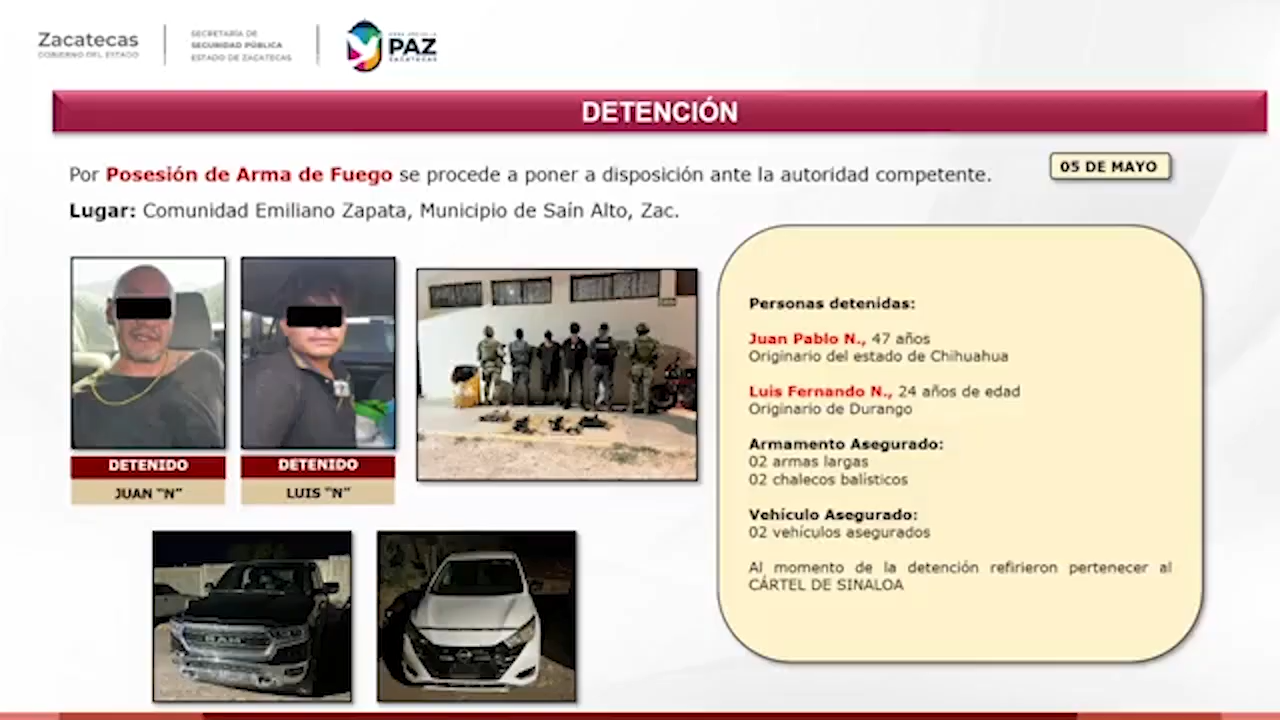 Zacatecas
GOBIERNO DEL ESTADO
SECRETARÍA DE
SEGURIDAD PÚBLICA
ESTADO DE ZACATECAS
PAZ
ZACATECAS
DETENCIÓN
Por Posesión de Arma de Fuego se procede a poner a disposición ante la autoridad competente.
05 DE MAYO
Lugar: Comunidad Emiliano Zapata, Municipio de Saín Alto, Zac.
DETENIDO
JUAN "N"
DETENIDO
LUIS "N"
Personas detenidas:
Juan Pablo N., 47 años
Originario del estado de Chihuahua
Luis Fernando N., 24 años de edad
Originario de Durango
Armamento Asegurado:
02 armas largas
02 chalecos balísticos
Vehículo Asegurado:
02 vehículos asegurados
Al momento de la detención refirieron pertenecer al
CÁRTEL DE SINALOA
RAM